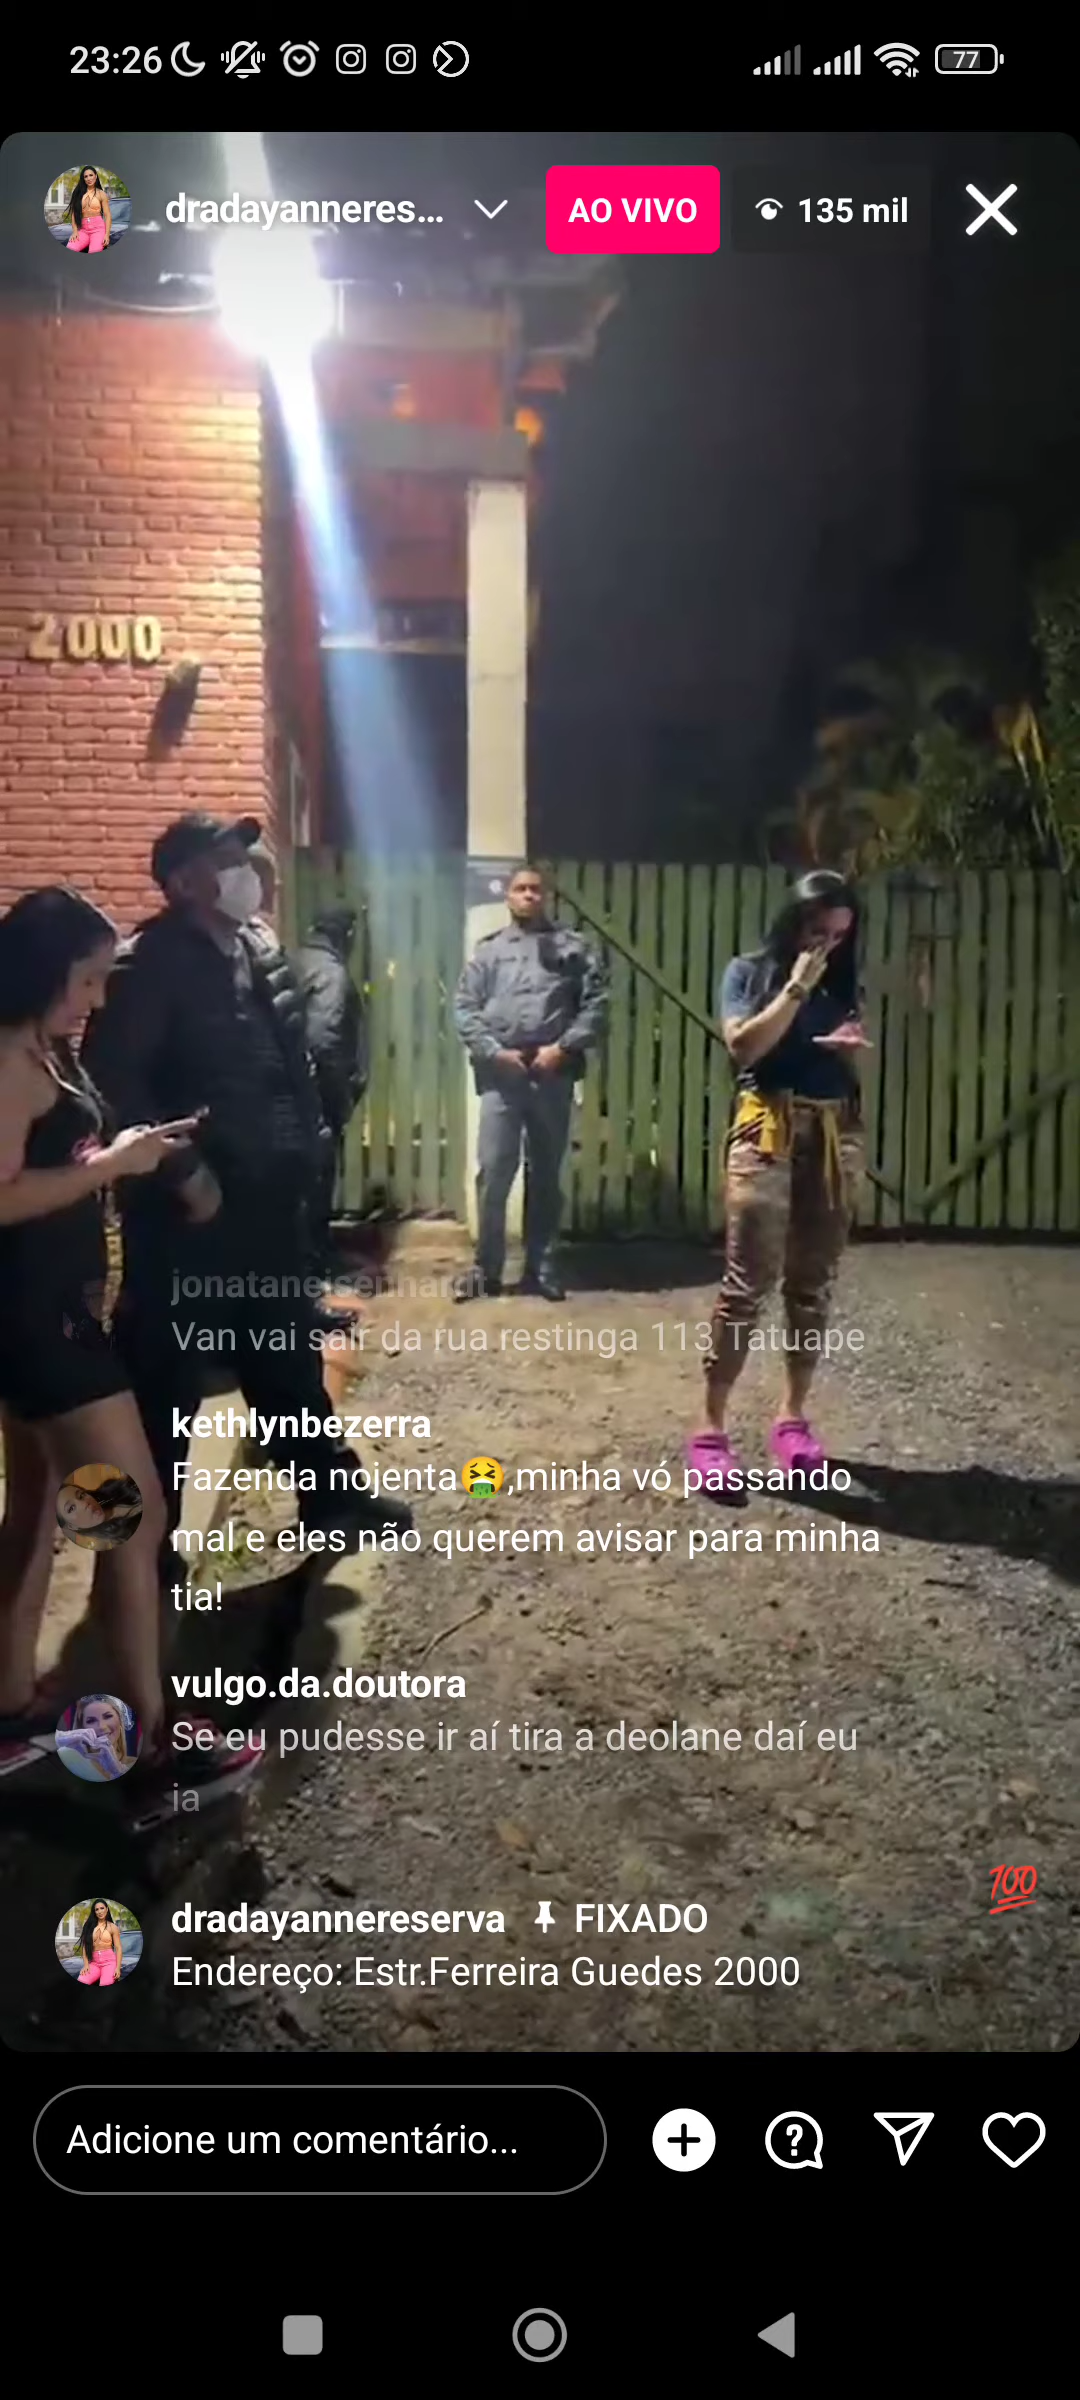 23:26
77
dradayanneres...
AO VIVO
135 mil
2000
jonataneisenhardt
Van vai sair da rua restinga 113 Tatuape
kethlynbezerra
Fazenda nojenta🤮,minha vó passando
mal e eles não querem avisar para minha
tia!
vulgo.da.doutora
Se eu pudesse ir aí tira a deolane daí eu
ia
💯
dradayannereserva 📌 FIXADO
Endereço: Estr.Ferreira Guedes 2000
Adicione um comentário...